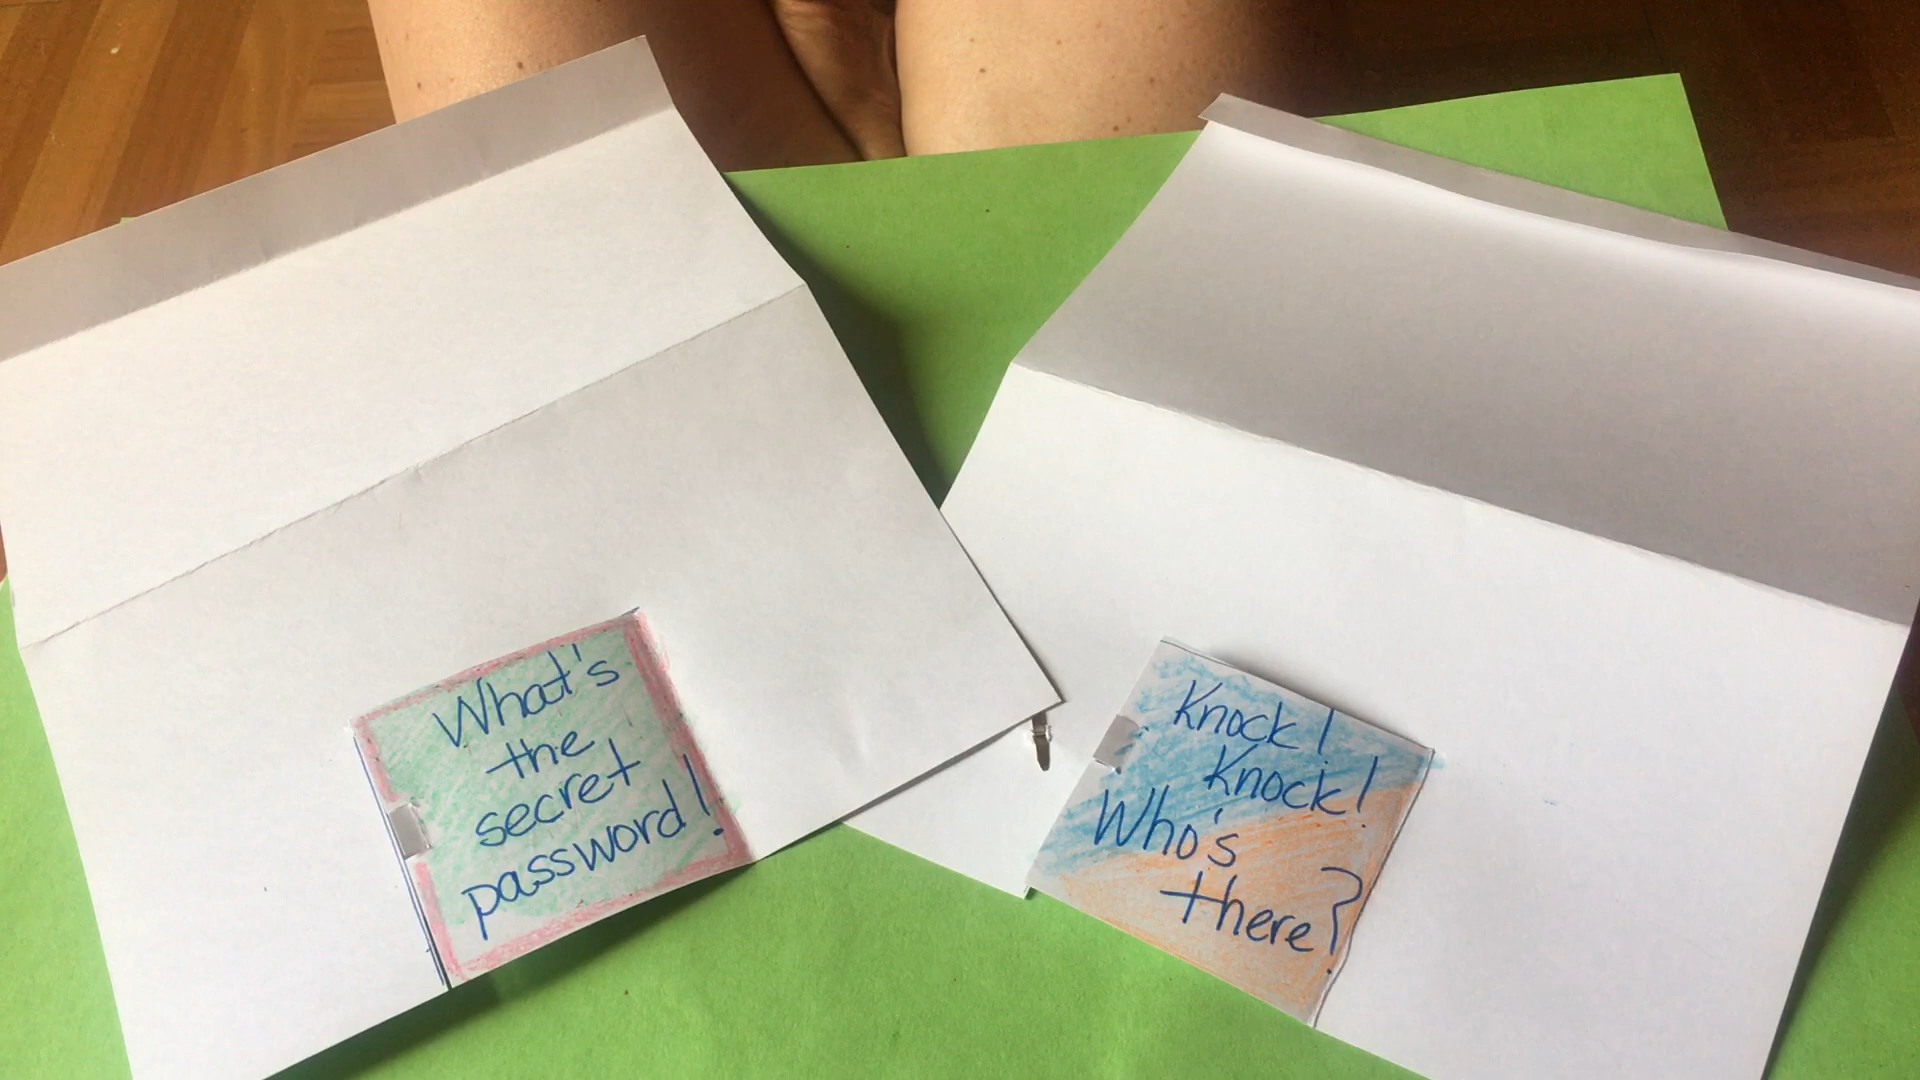 What's
the
secret
password!
Knock!
Knock!
Who's
there?